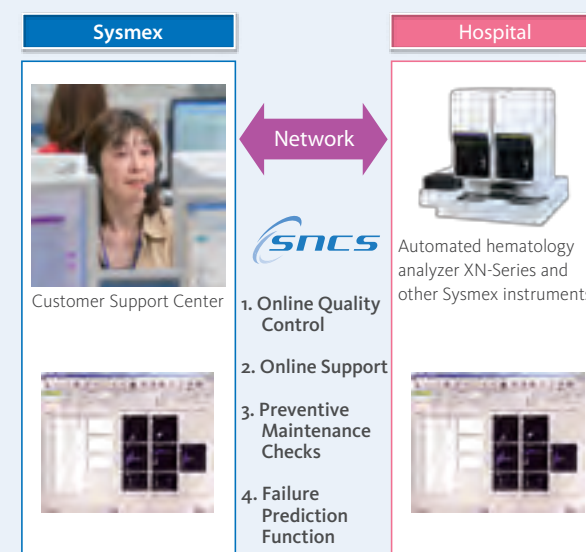 Sysmex
Hospital
Network
sncs
Customer Support Center
Automated hematology
analyzer XN-Series and
other Sysmex instruments
1. Online Quality
Control
2. Online Support
3. Preventive
Maintenance
Checks
4. Failure
Prediction
Function